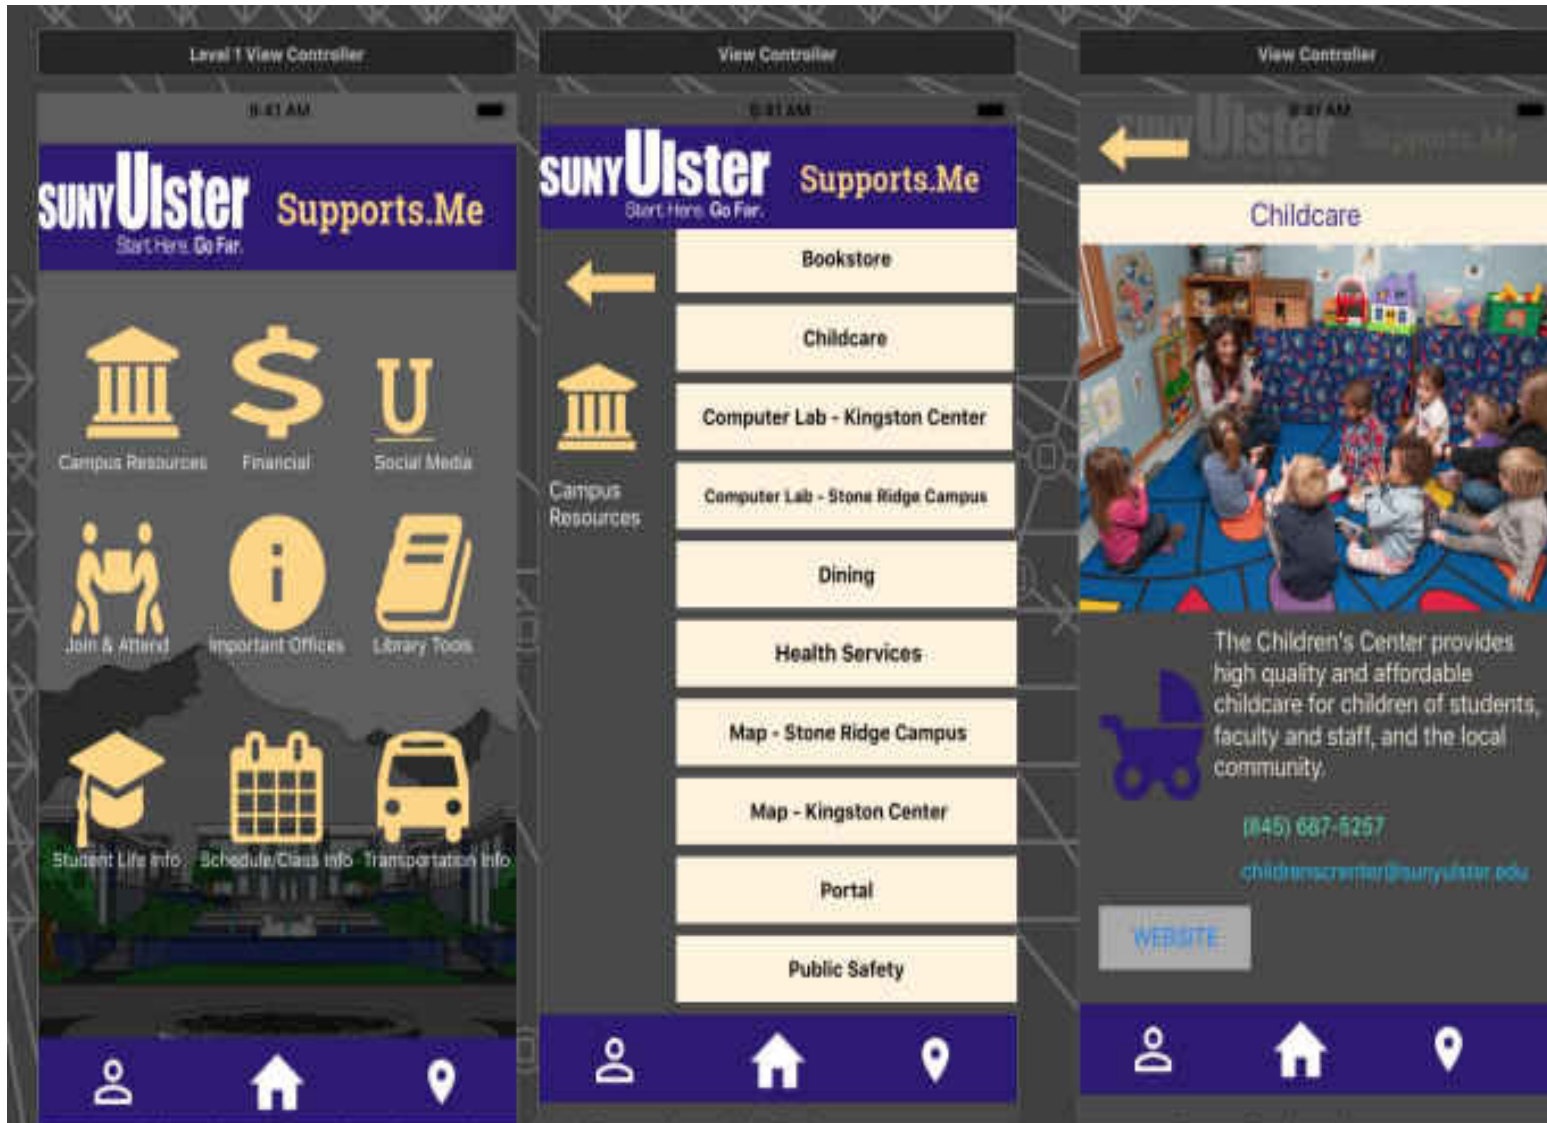 Level 1 View Controller
9:41 AM
SUNY Ulster
Start Here. Go Far.
Supports.Me
Campus Resources
Financial
Social Media
Join & Attend
Important Offices
Library Tools
Student Life Info
Schedule/Class Info
Transportation Info
View Controller
9:41 AM
SUNY Ulster
Start Here. Go Far.
Supports.Me
Campus
Resources
Bookstore
Childcare
Computer Lab - Kingston Center
Computer Lab - Stone Ridge Campus
Dining
Health Services
Map - Stone Ridge Campus
Map - Kingston Center
Portal
Public Safety
View Controller
9:41 AM
SUNY Ulster
Supports.Me
Childcare
The Children's Center provides
high quality and affordable
childcare for children of students,
faculty and staff, and the local
community.
(845) 687-5257
WEBSITE